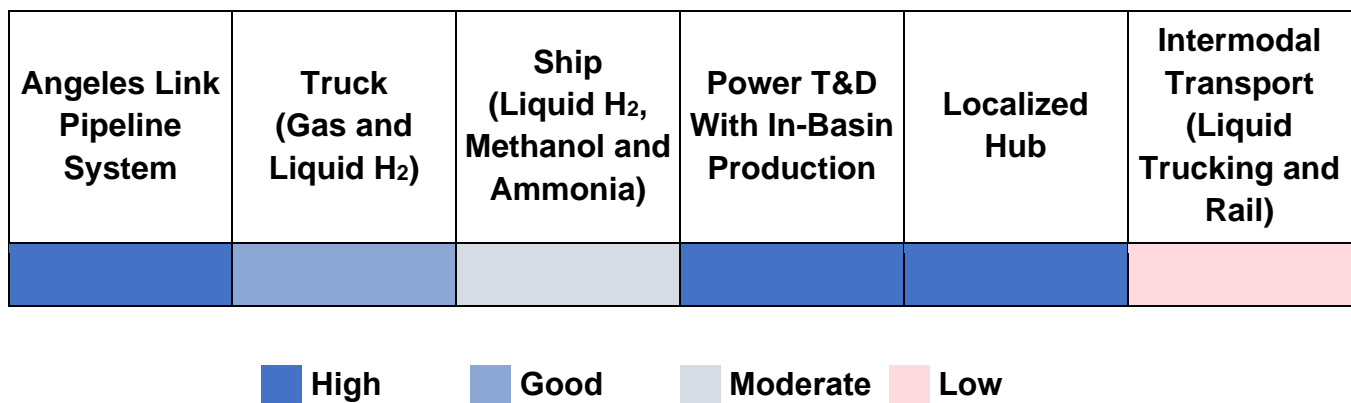 Angeles Link
Pipeline
System
Truck
(Gas and
Liquid H₂)
Ship
(Liquid H₂,
Methanol and
Ammonia)
Power T&D
With In-Basin
Production
Localized
Hub
Intermodal
Transport
(Liquid
Trucking and
Rail)
High
Good
Moderate
Low